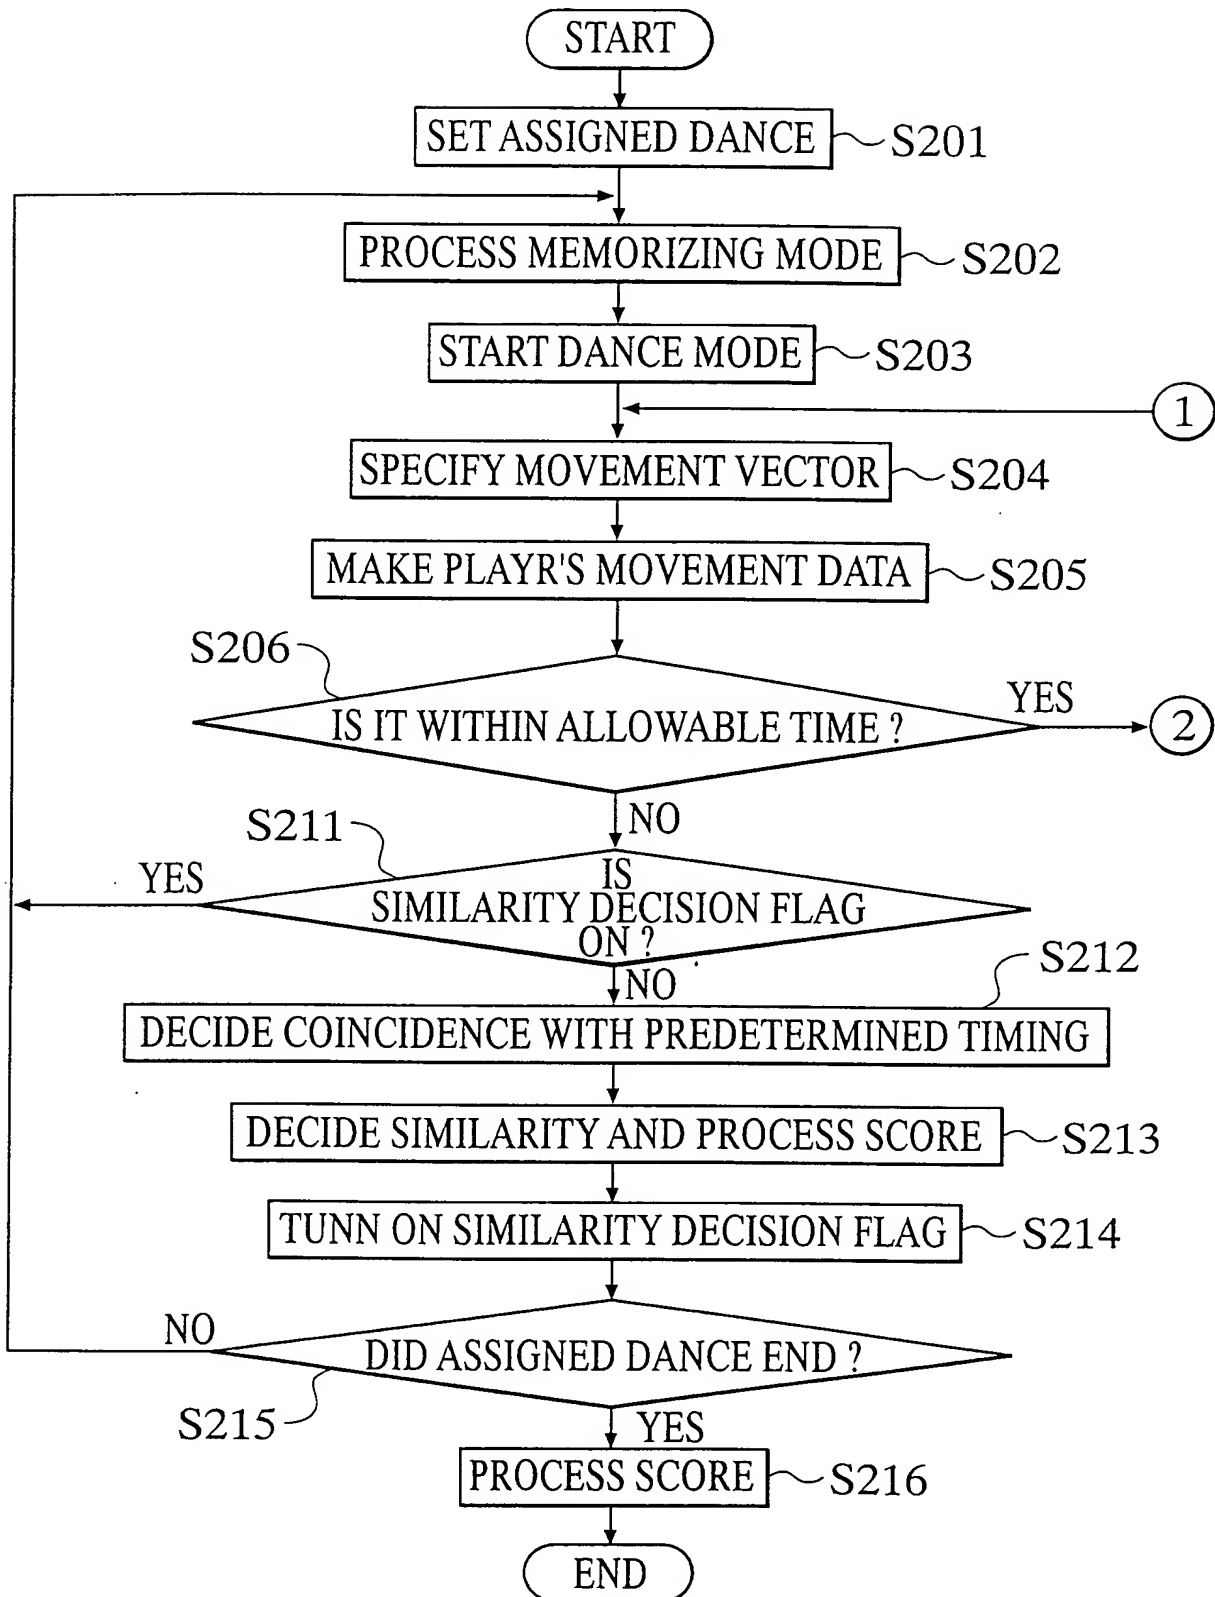 START
SET ASSIGNED DANCE
S201
PROCESS MEMORIZING MODE
S202
START DANCE MODE
S203
1
SPECIFY MOVEMENT VECTOR
S204
MAKE PLAYR'S MOVEMENT DATA
S205
S206
IS IT WITHIN ALLOWABLE TIME ?
YES
2
NO
S211
YES
IS
SIMILARITY DECISION FLAG
ON ?
NO
S212
DECIDE COINCIDENCE WITH PREDETERMINED TIMING
DECIDE SIMILARITY AND PROCESS SCORE
S213
TUNN ON SIMILARITY DECISION FLAG
S214
NO
DID ASSIGNED DANCE END ?
S215
YES
PROCESS SCORE
S216
END